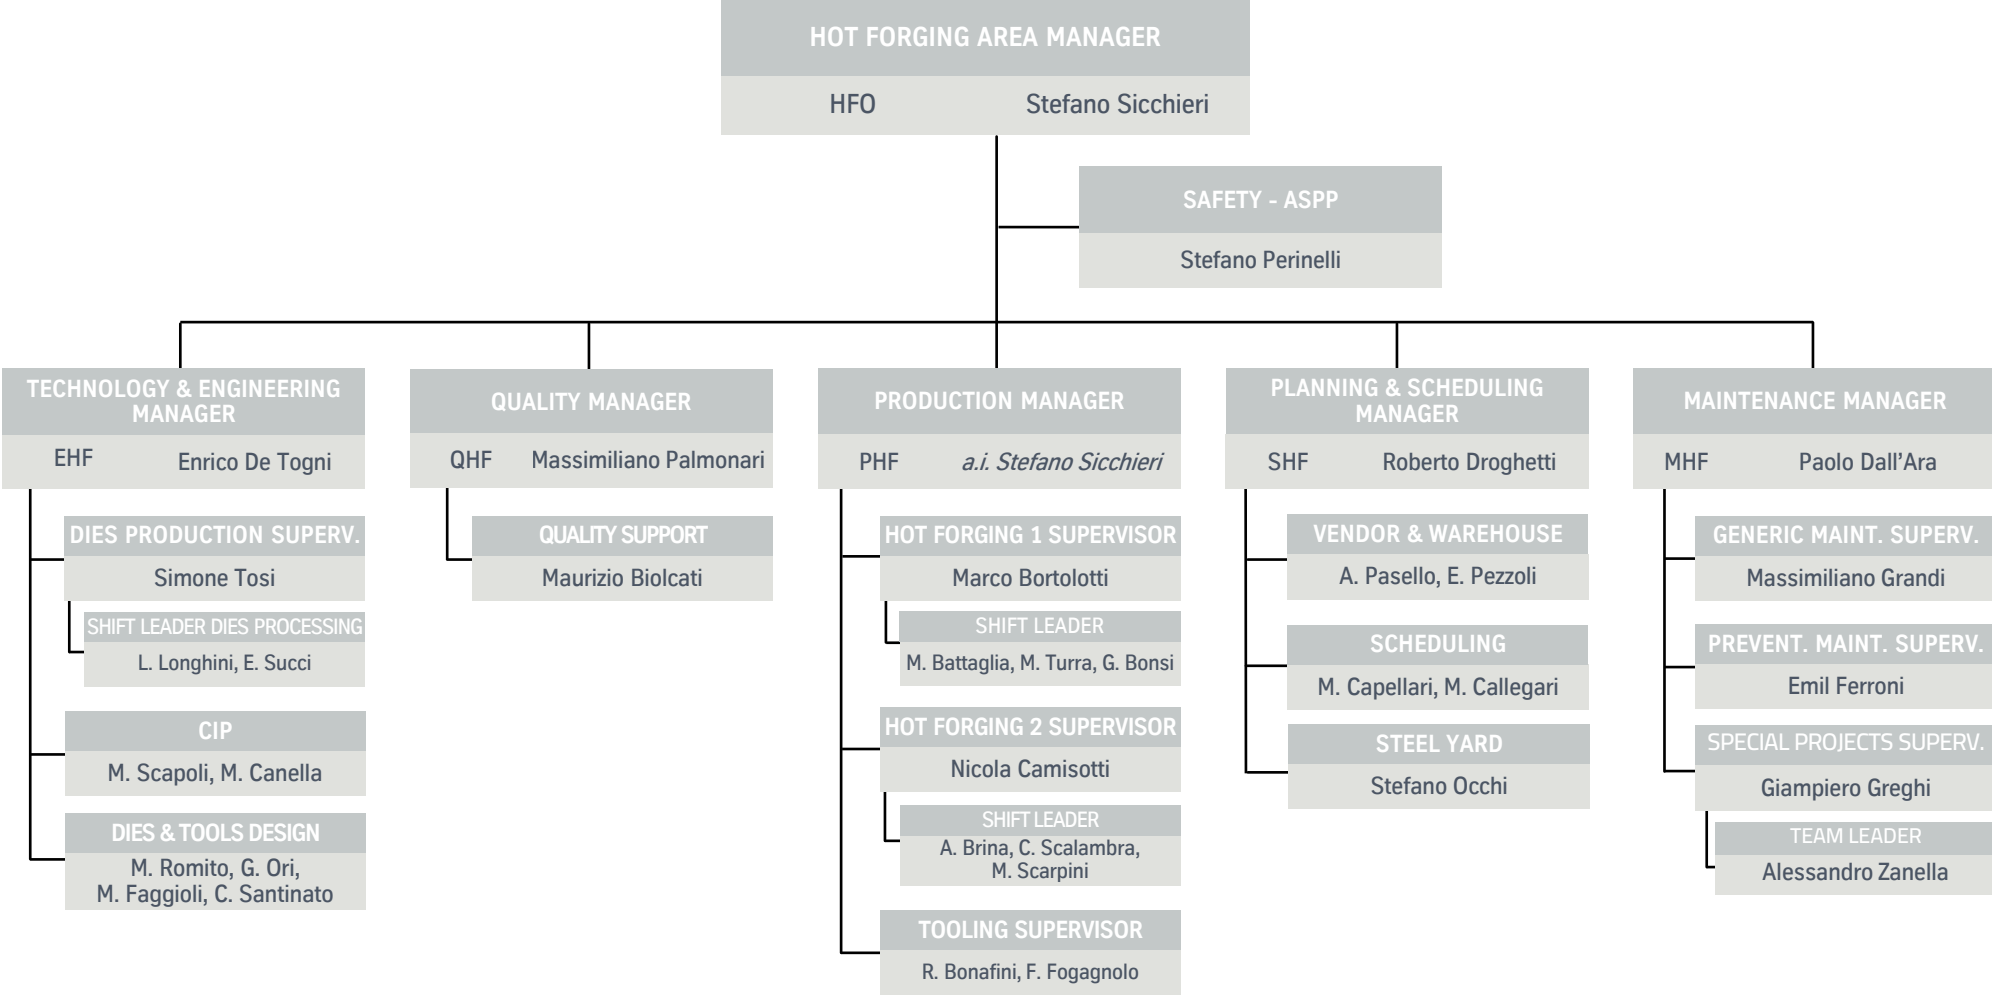 HOT FORGING AREA MANAGER
HFO Stefano Sicchieri
SAFETY - ASPP
Stefano Perinelli
TECHNOLOGY & ENGINEERING
MANAGER
EHF Enrico De Togni
DIES PRODUCTION SUPERV.
Simone Tosi
SHIFT LEADER DIES PROCESSING
L. Longhini, E. Succi
CIP
M. Scapoli, M. Canella
DIES & TOOLS DESIGN
M. Romito, G. Ori,
M. Faggioli, C. Santinato
QUALITY MANAGER
QHF Massimiliano Palmonari
QUALITY SUPPORT
Maurizio Biolcati
PRODUCTION MANAGER
PHF a.i. Stefano Sicchieri
HOT FORGING 1 SUPERVISOR
Marco Bortolotti
SHIFT LEADER
M. Battaglia, M. Turra, G. Bonsi
HOT FORGING 2 SUPERVISOR
Nicola Camisotti
SHIFT LEADER
A. Brina, C. Scalambra,
M. Scarpini
TOOLING SUPERVISOR
R. Bonafini, F. Fogagnolo
PLANNING & SCHEDULING
MANAGER
SHF Roberto Droghetti
VENDOR & WAREHOUSE
A. Pasello, E. Pezzoli
SCHEDULING
M. Capellari, M. Callegari
STEEL YARD
Stefano Occhi
MAINTENANCE MANAGER
MHF Paolo Dall’Ara
GENERIC MAINT. SUPERV.
Massimiliano Grandi
PREVENT. MAINT. SUPERV.
Emil Ferroni
SPECIAL PROJECTS SUPERV.
Giampiero Greghi
TEAM LEADER
Alessandro Zanella